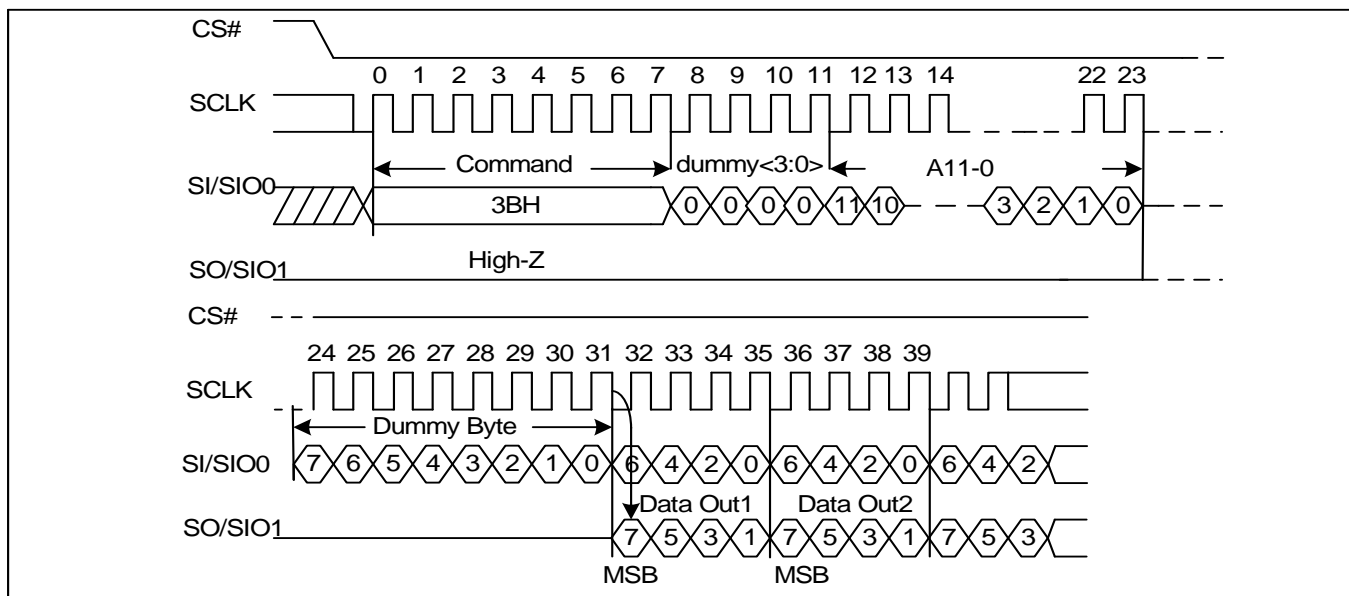 CS#
0 1 2 3 4 5 6 7 8 9 10 11 12 13 14 22 23
SCLK
Command dummy<3:0> A11-0
SI/SIO0 3BH 0 0 0 0 11 10 3 2 1 0
SO/SIO1 High-Z
CS#
24 25 26 27 28 29 30 31 32 33 34 35 36 37 38 39
SCLK
Dummy Byte
SI/SIO0 7 6 5 4 3 2 1 0 6 4 2 0 6 4 2 0 6 4 2
Data Out1 Data Out2
SO/SIO1 7 5 3 1 7 5 3 1 7 5 3
MSB MSB